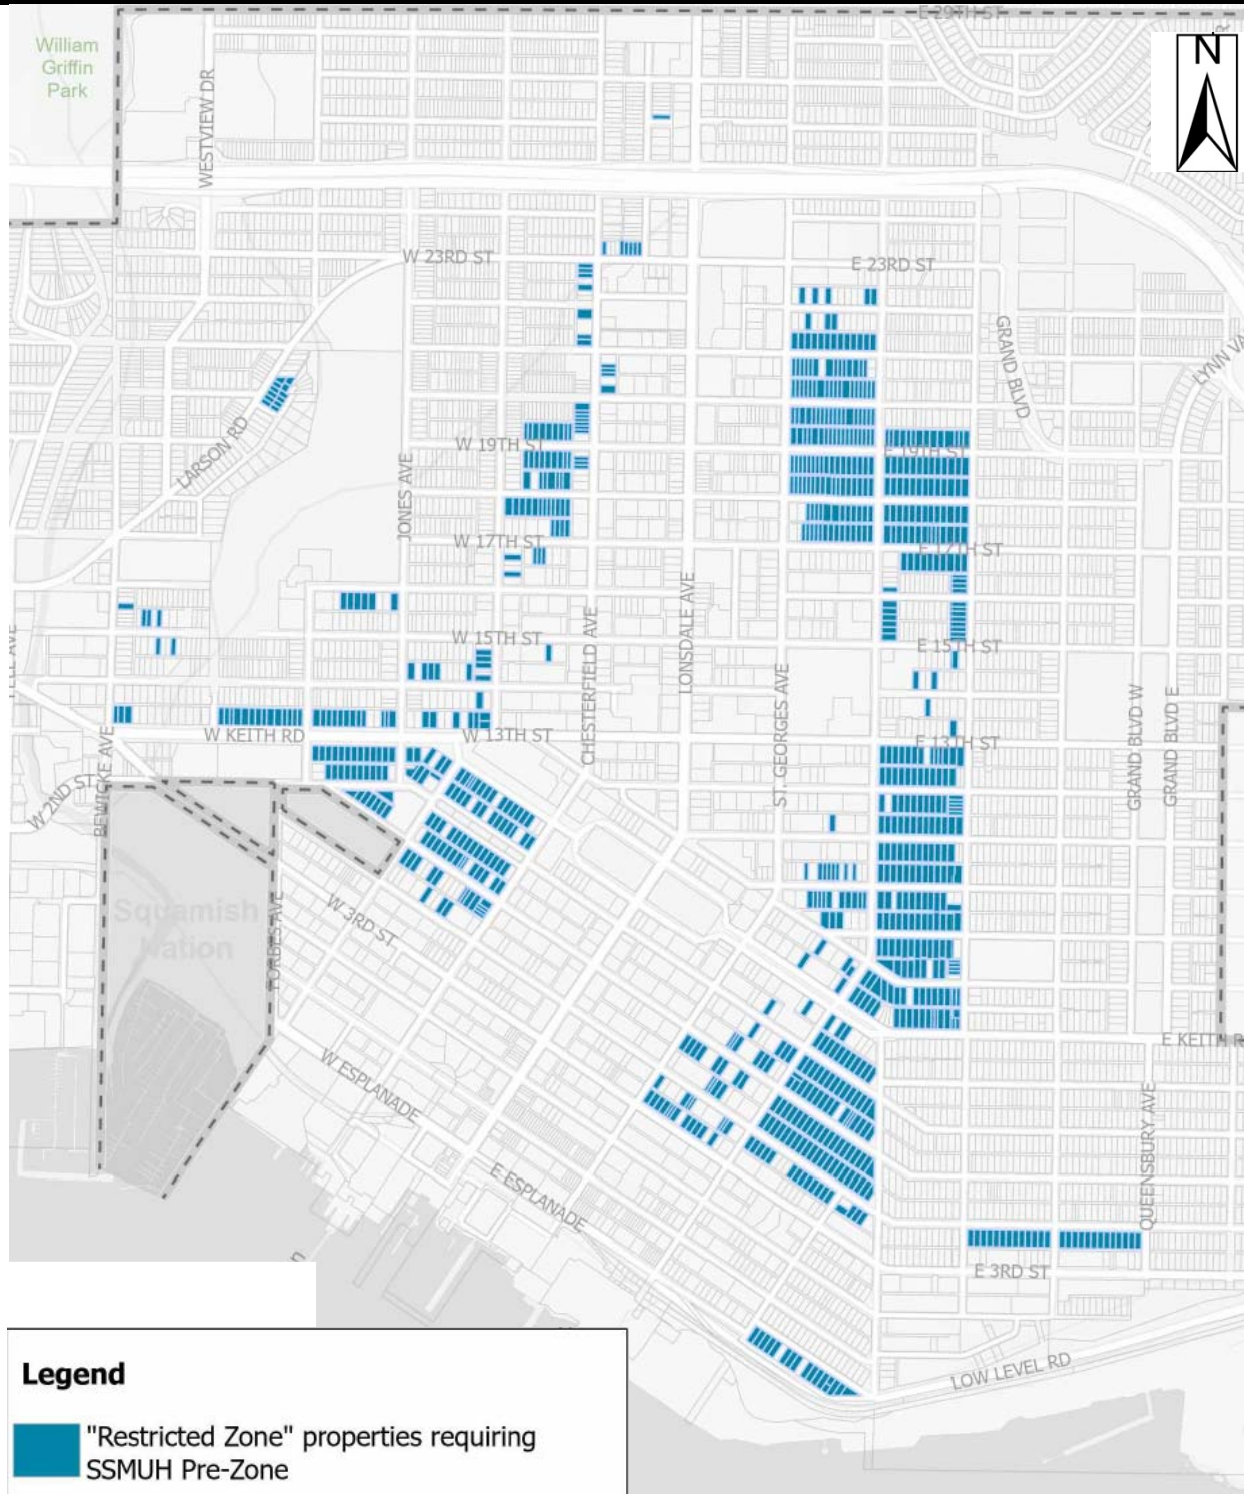 E 29TH ST
William
Griffin
Park
N
WESTVIEW DR
W 23RD ST
E 23RD ST
GRAND BLVD
LYNN VA
LARSON RD
W 19TH ST
E 19TH ST
JONES AVE
W 17TH ST
E 17TH ST
CHESTERFIELD AVE
LONSDALE AVE
W 15TH ST
E 15TH ST
ST. GEORGES AVE
GRAND BLVD W
GRAND BLVD E
W KEITH RD
W 13TH ST
E 13TH ST
BEWICKE AVE
W 2ND ST
Squamish
Nation
FORBES AVE
W 3RD ST
E KEITH R
W ESPLANADE
QUEENSBURY AVE
E ESPLANADE
E 3RD ST
LOW LEVEL RD
Legend
"Restricted Zone" properties requiring
SSMUH Pre-Zone